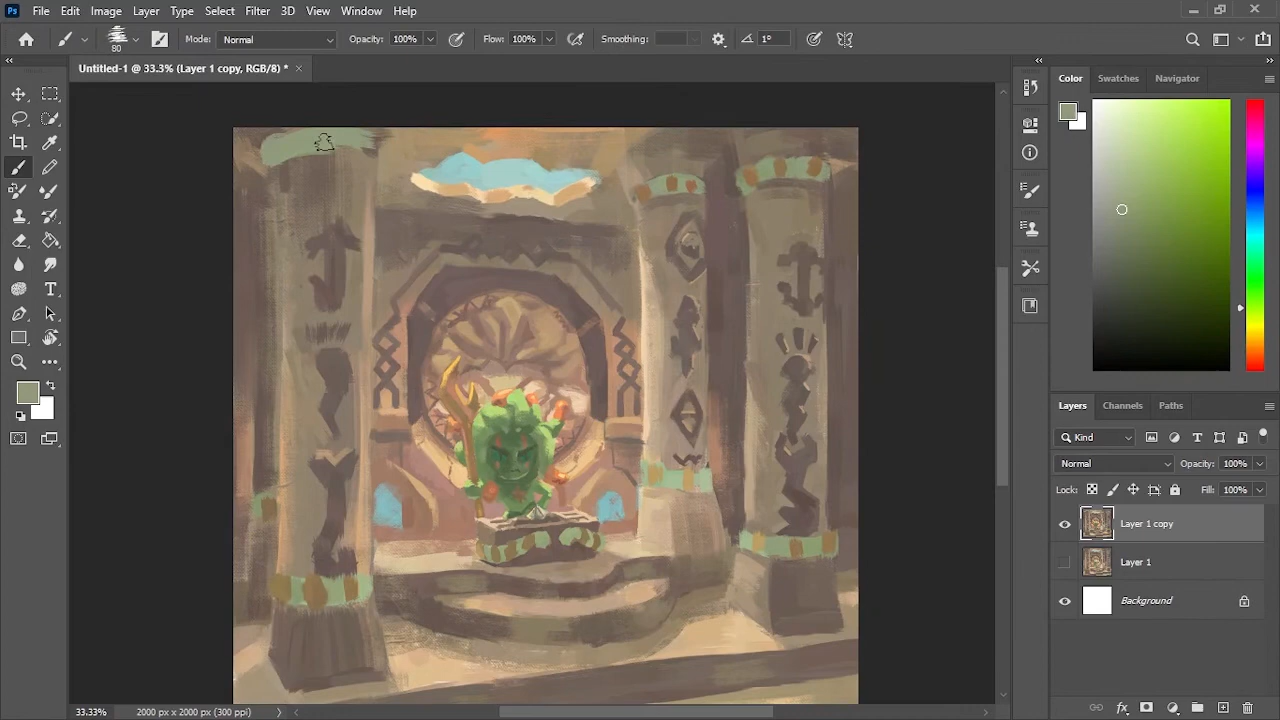 Ps File Edit Image Layer Type Select Filter 3D View Window Help
80 Mode: Normal Opacity: 100% Flow: 100% Smoothing: 1°
Untitled-1 @ 33.3% (Layer 1 copy, RGB/8) * ×
Color Swatches Navigator
Layers Channels Paths
Kind
Normal Opacity: 100%
Lock: Fill: 100%
Layer 1 copy
Layer 1
Background
33.33% 2000 px x 2000 px (300 ppi)